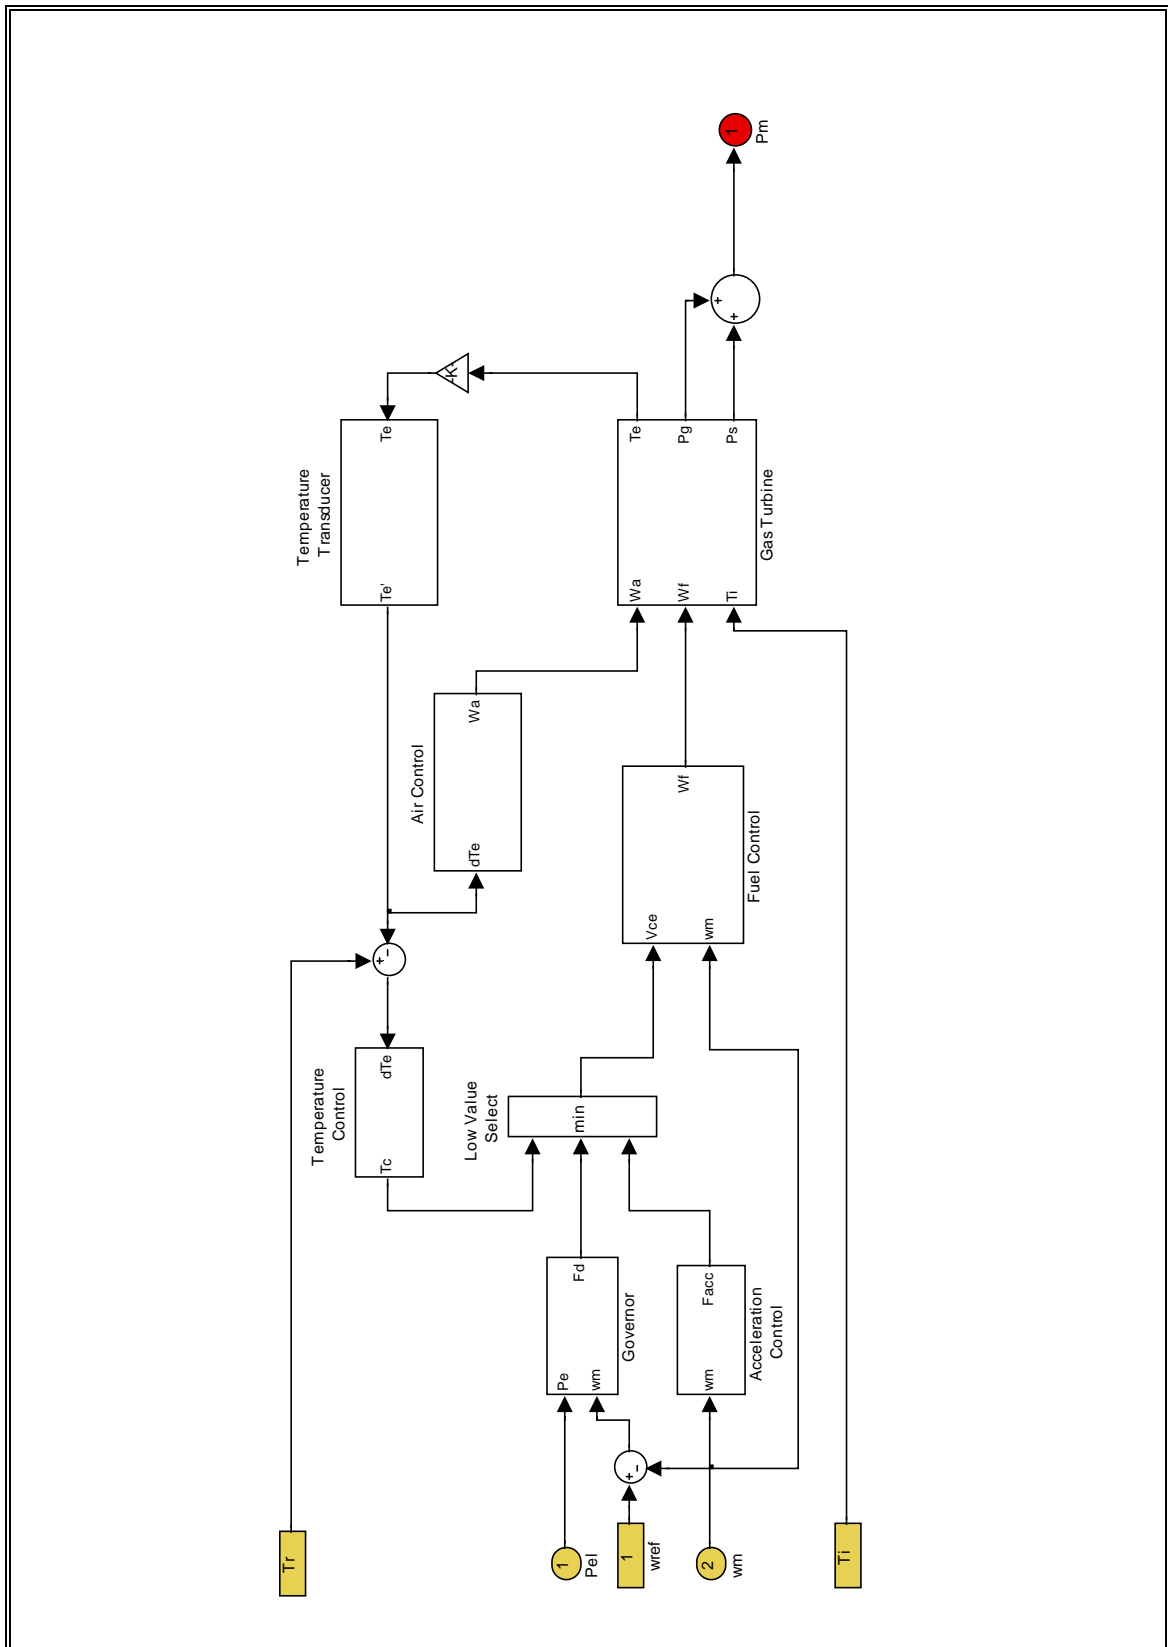 Tr
1
Pel
1
wref
2
wm
Ti
Pe
wm
Fd
Governor
wm
Facc
Acceleration
Control
Temperature
Control
Tc
dTe
Low Value
Select
min
+
-
+
-
Air Control
dTe
Wa
Vce
wm
Wf
Fuel Control
Temperature
Transducer
Te'
Te
-K-
Wa
Wf
Ti
Te
Pg
Ps
Gas Turbine
+
+
1
Pm